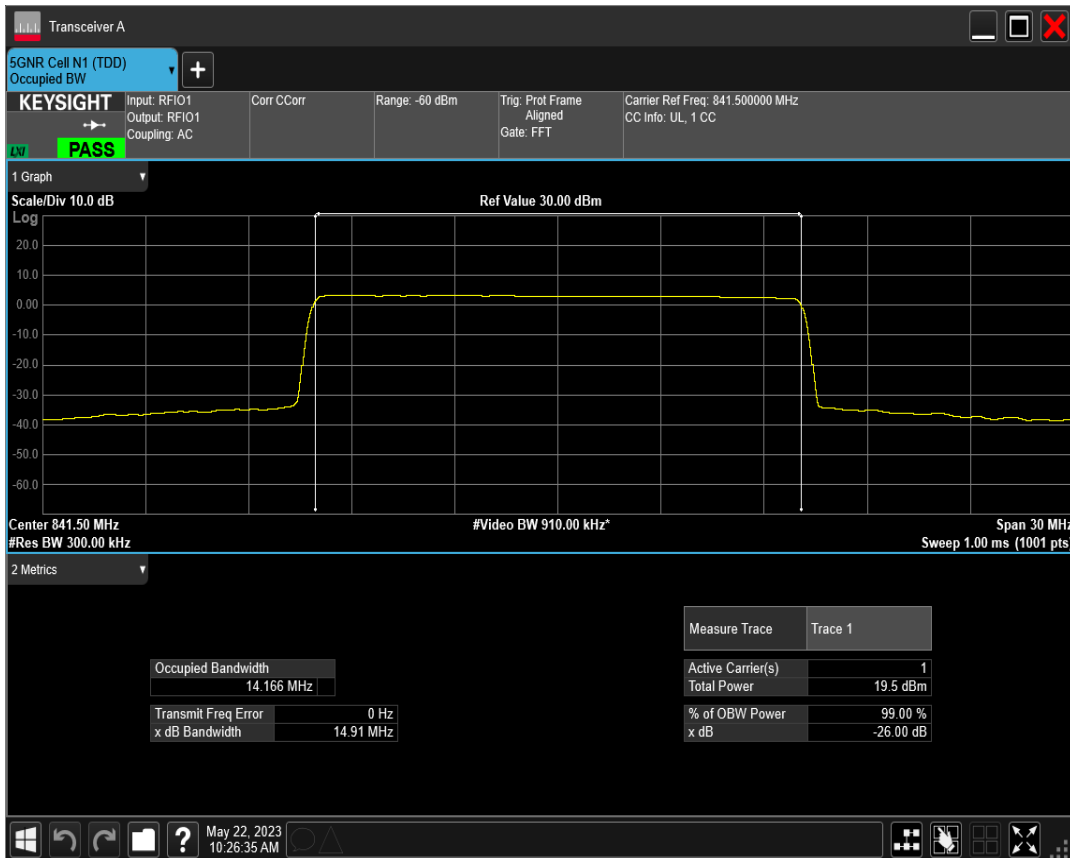 Transceiver A
5GNR Cell N1 (TDD)
Occupied BW
+
KEYSIGHT
LXI
PASS
Input: RFIO1
Output: RFIO1
Coupling: AC
Corr CCorr
Range: -60 dBm
Trig: Prot Frame
Aligned
Gate: FFT
Carrier Ref Freq: 841.500000 MHz
CC Info: UL, 1 CC
1 Graph
Scale/Div 10.0 dB
Ref Value 30.00 dBm
Log
20.0
10.0
0.00
-10.0
-20.0
-30.0
-40.0
-50.0
-60.0
Center 841.50 MHz
#Video BW 910.00 kHz*
Span 30 MHz
#Res BW 300.00 kHz
Sweep 1.00 ms (1001 pts)
2 Metrics
Measure Trace Trace 1
Occupied Bandwidth
14.166 MHz
Active Carrier(s) 1
Total Power 19.5 dBm
Transmit Freq Error 0 Hz
x dB Bandwidth 14.91 MHz
% of OBW Power 99.00 %
x dB -26.00 dB
?
May 22, 2023
10:26:35 AM